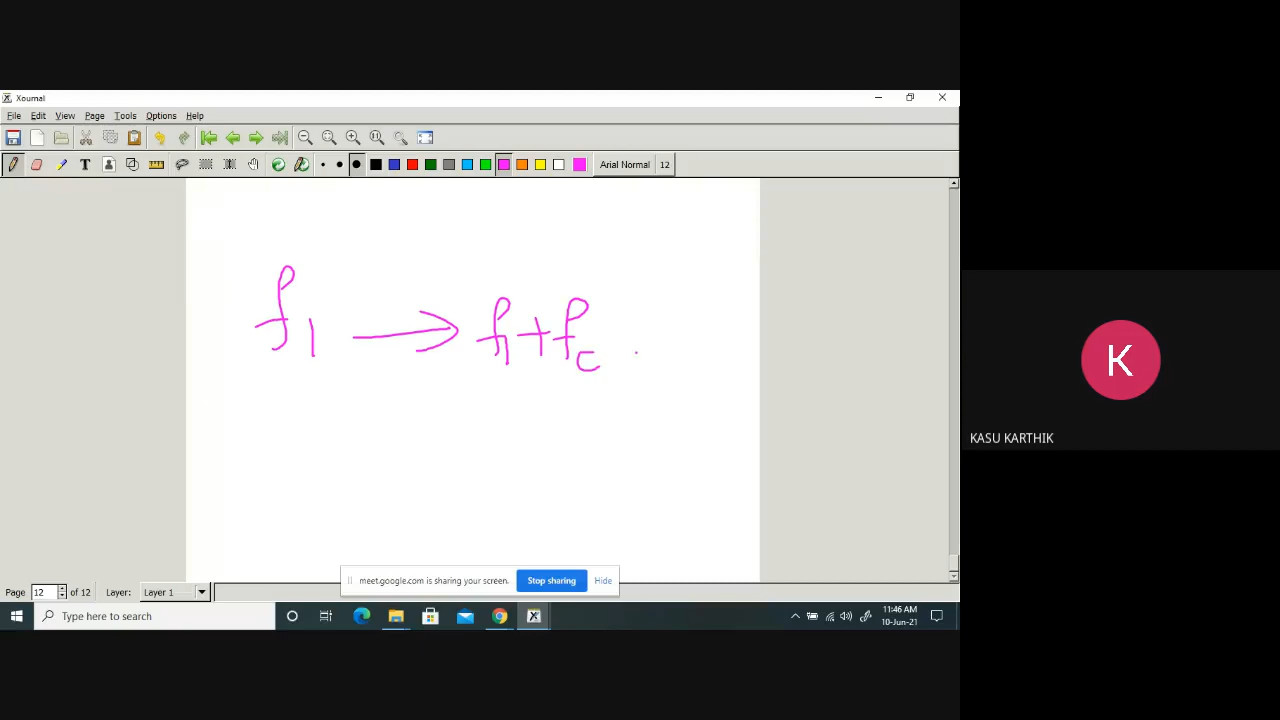 Xournal
File Edit View Page Tools Options Help
T Arial Normal 12
f1 → f1+fc
meet.google.com is sharing your screen. Stop sharing Hide
Page 12 of 12 Layer: Layer 1
Type here to search
11:46 AM
10-Jun-21
K
KASU KARTHIK